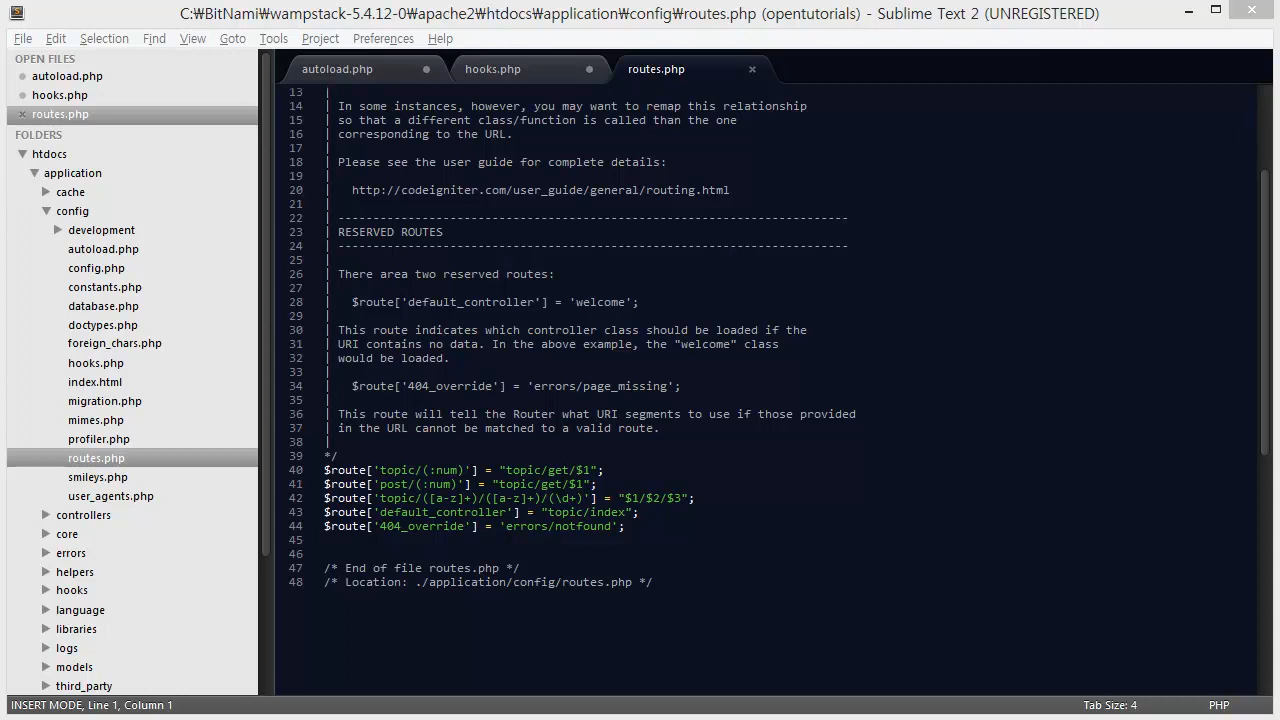 C:₩BitNami₩wampstack-5.4.12-0₩apache2₩htdocs₩application₩config₩routes.php (opentutorials) - Sublime Text 2 (UNREGISTERED)
File Edit Selection Find View Goto Tools Project Preferences Help
OPEN FILES
autoload.php
hooks.php
routes.php
FOLDERS
htdocs
application
cache
config
development
autoload.php
config.php
constants.php
database.php
doctypes.php
foreign_chars.php
hooks.php
index.html
migration.php
mimes.php
profiler.php
routes.php
smileys.php
user_agents.php
controllers
core
errors
helpers
hooks
language
libraries
logs
models
third_party
autoload.php hooks.php routes.php
13 |
14 | In some instances, however, you may want to remap this relationship
15 | so that a different class/function is called than the one
16 | corresponding to the URL.
17 |
18 | Please see the user guide for complete details:
19 |
20 | http://codeigniter.com/user_guide/general/routing.html
21 |
22 | -------------------------------------------------------------------------
23 | RESERVED ROUTES
24 | -------------------------------------------------------------------------
25 |
26 | There area two reserved routes:
27 |
28 | $route['default_controller'] = 'welcome';
29 |
30 | This route indicates which controller class should be loaded if the
31 | URI contains no data. In the above example, the "welcome" class
32 | would be loaded.
33 |
34 | $route['404_override'] = 'errors/page_missing';
35 |
36 | This route will tell the Router what URI segments to use if those provided
37 | in the URL cannot be matched to a valid route.
38 |
39 */
40 $route['topic/(:num)'] = "topic/get/$1";
41 $route['post/(:num)'] = "topic/get/$1";
42 $route['topic/([a-z]+)/([a-z]+)/(\d+)'] = "$1/$2/$3";
43 $route['default_controller'] = "topic/index";
44 $route['404_override'] = 'errors/notfound';
45
46
47 /* End of file routes.php */
48 /* Location: ./application/config/routes.php */
INSERT MODE, Line 1, Column 1 Tab Size: 4 PHP